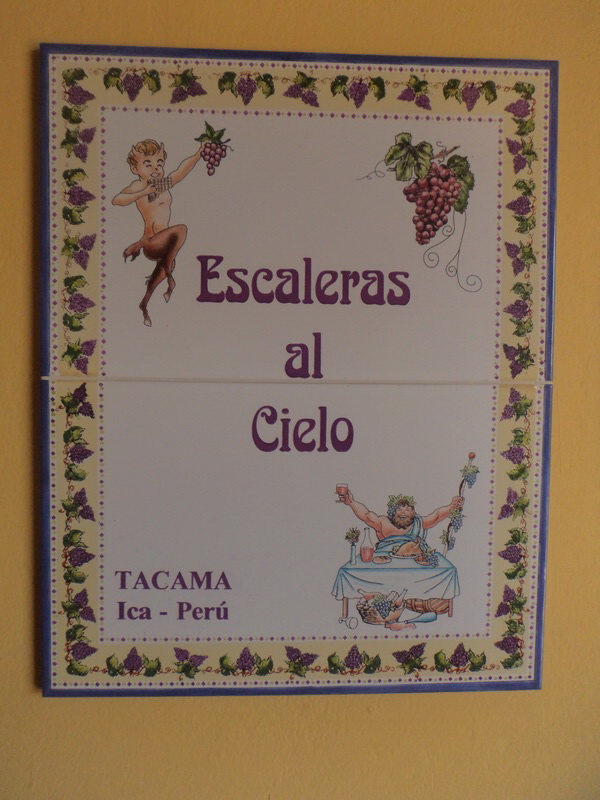 Escaleras
al
Cielo
TACAMA
Ica - Perú